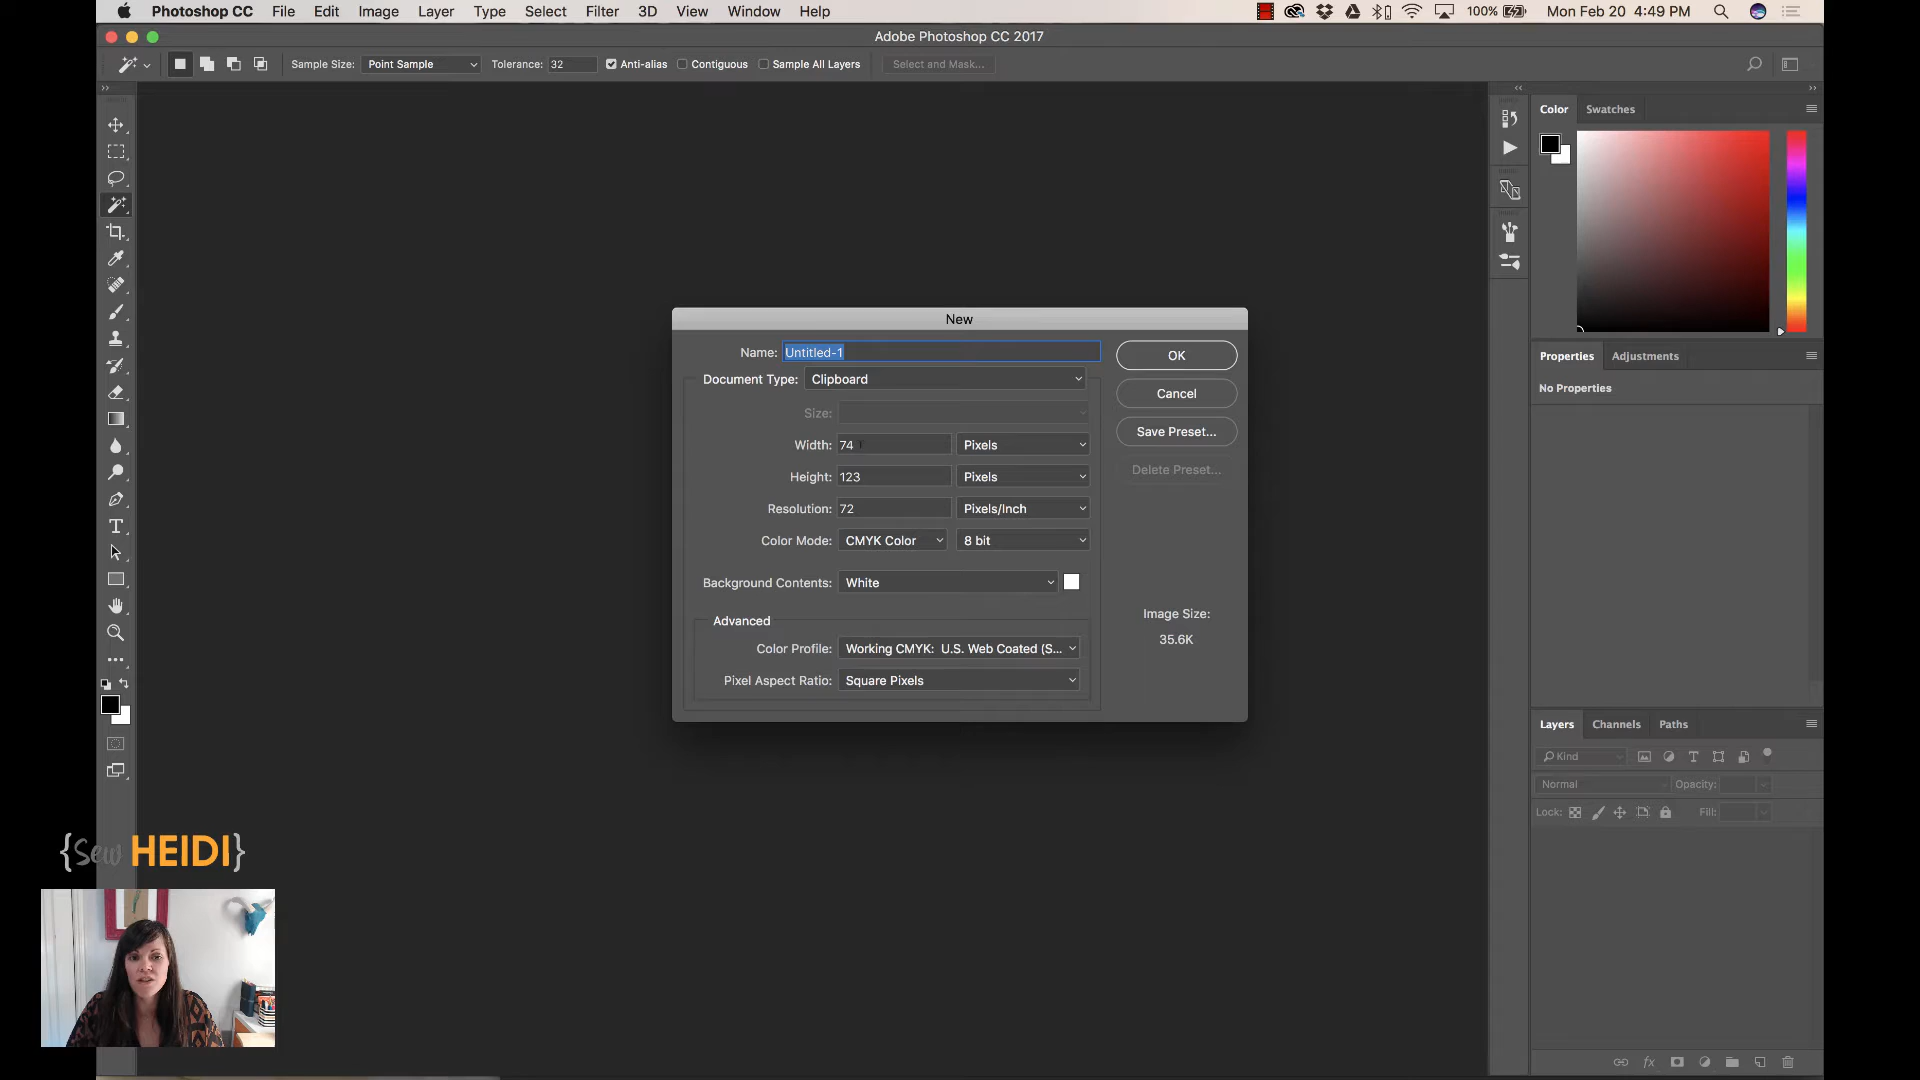 Photoshop CC File Edit Image Layer Type Select Filter 3D View Window Help 100% Mon Feb 20 4:49 PM
Adobe Photoshop CC 2017
Sample Size: Point Sample Tolerance: 32 Anti-alias Contiguous Sample All Layers Select and Mask...
Color Swatches
New
Name: Untitled-1 OK
Document Type: Clipboard
Cancel
Size:
Width: 74 Pixels
Save Preset...
Height: 123 Pixels
Delete Preset...
Resolution: 72 Pixels/Inch
Color Mode: CMYK Color 8 bit
Background Contents: White
Image Size:
35.6K
Advanced
Color Profile: Working CMYK: U.S. Web Coated (S...
Pixel Aspect Ratio: Square Pixels
Properties Adjustments
No Properties
Layers Channels Paths
Kind
Normal Opacity:
Lock: Fill:
fx
{Sew HEIDI}